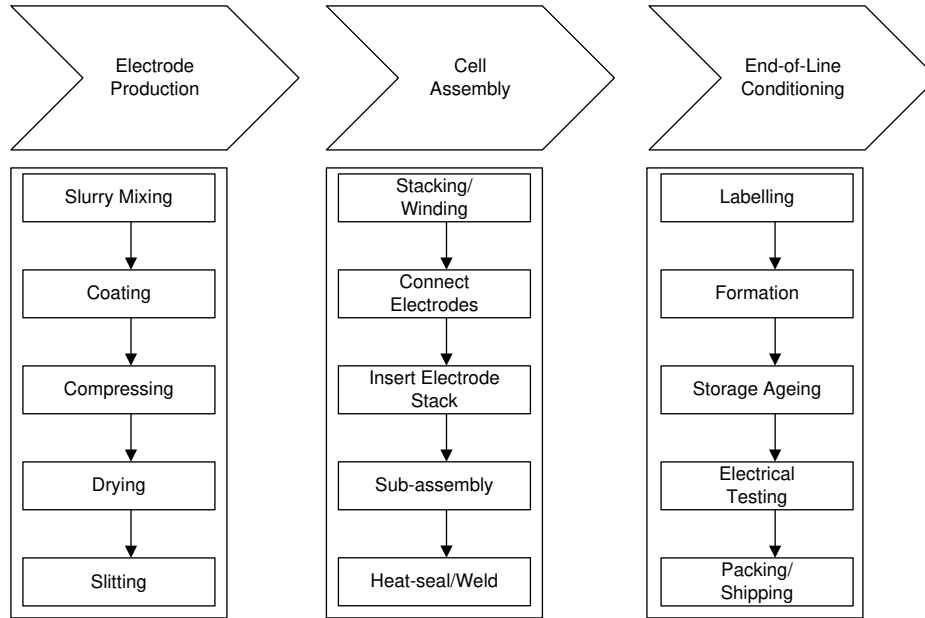 Electrode
Production
Cell
Assembly
End-of-Line
Conditioning
Slurry Mixing
Coating
Compressing
Drying
Slitting
Stacking/
Winding
Connect
Electrodes
Insert Electrode
Stack
Sub-assembly
Heat-seal/Weld
Labelling
Formation
Storage Ageing
Electrical
Testing
Packing/
Shipping